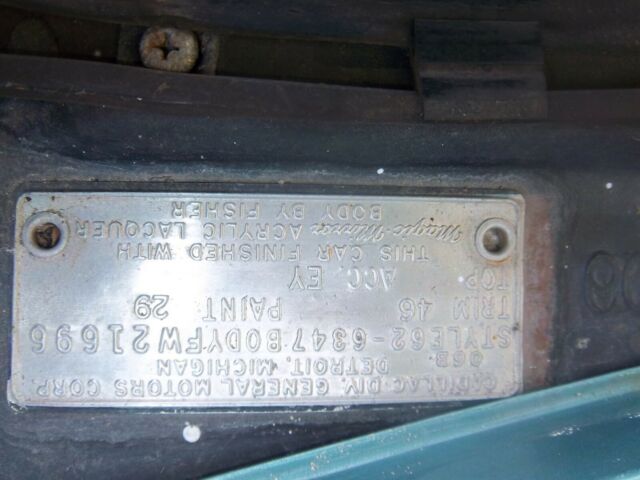 CADILLAC DIV. GENERAL MOTORS CORP.
DETROIT, MICHIGAN
06B
STYLE 62-6347 BODY FW 21696
TRIM 46 PAINT 29
TOP ACC. EY
THIS CAR FINISHED WITH
Magic-Mirror ACRYLIC LACQUER
BODY BY FISHER